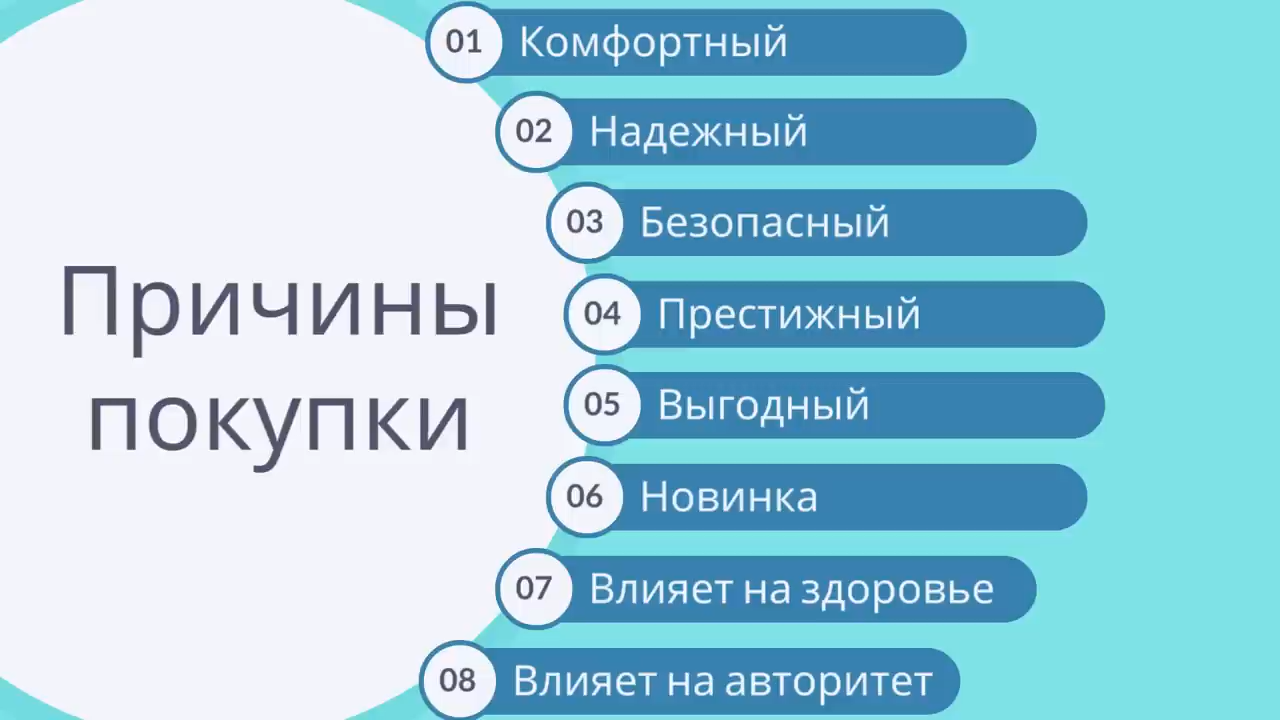 Причины
покупки
01 Комфортный
02 Надежный
03 Безопасный
04 Престижный
05 Выгодный
06 Новинка
07 Влияет на здоровье
08 Влияет на авторитет